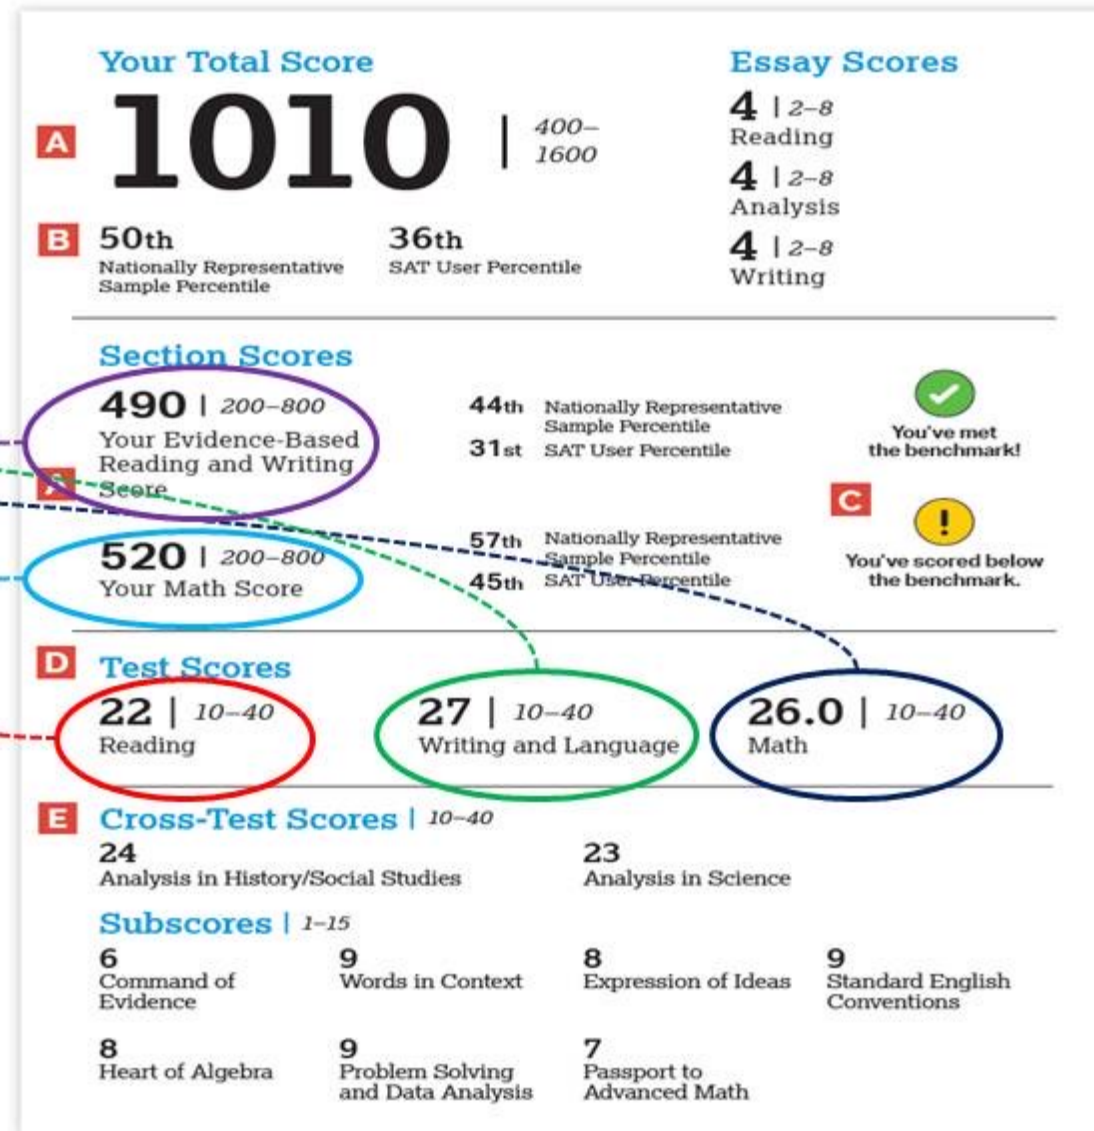 Your Total Score
A
1010 | 400–
1600
B
50th
Nationally Representative
Sample Percentile
36th
SAT User Percentile
Essay Scores
4 | 2–8
Reading
4 | 2–8
Analysis
4 | 2–8
Writing
Section Scores
490 | 200–800
Your Evidence-Based
Reading and Writing
Score
44th Nationally Representative
Sample Percentile
31st SAT User Percentile
You've met
the benchmark!
A
C
520 | 200–800
Your Math Score
57th Nationally Representative
Sample Percentile
45th SAT User Percentile
!
You've scored below
the benchmark.
D
Test Scores
22 | 10–40
Reading
27 | 10–40
Writing and Language
26.0 | 10–40
Math
E
Cross-Test Scores | 10–40
24
Analysis in History/Social Studies
23
Analysis in Science
Subscores | 1–15
6
Command of
Evidence
9
Words in Context
8
Expression of Ideas
9
Standard English
Conventions
8
Heart of Algebra
9
Problem Solving
and Data Analysis
7
Passport to
Advanced Math